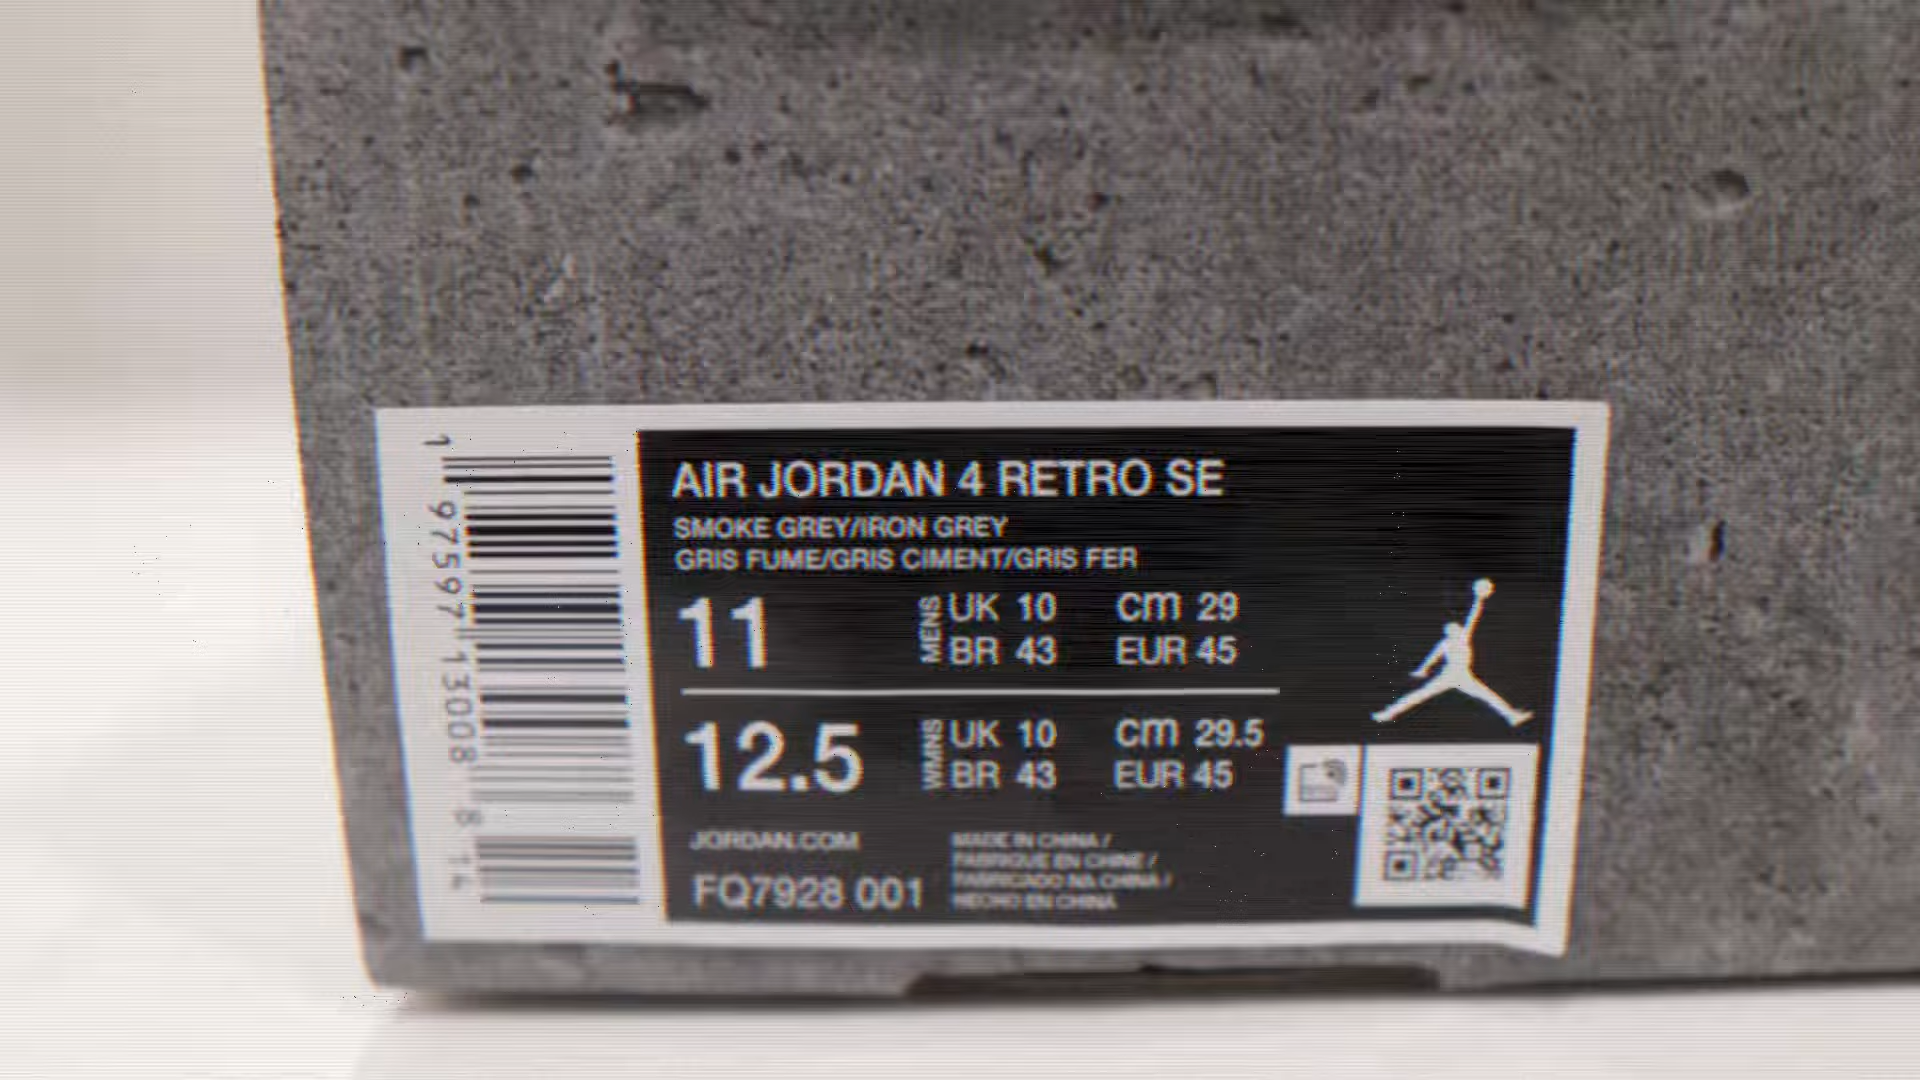 AIR JORDAN 4 RETRO SE
SMOKE GREY/IRON GREY
GRIS FUME/GRIS CIMENT/GRIS FER
11 MENS UK 10 cm 29
BR 43 EUR 45
12.5 WMNS UK 10 cm 29.5
BR 43 EUR 45
JORDAN.COM
FQ7928 001
MADE IN CHINA /
FABRIQUE EN CHINE /
FABRICADO NA CHINA /
HECHO EN CHINA
1 97597 13008 8
14